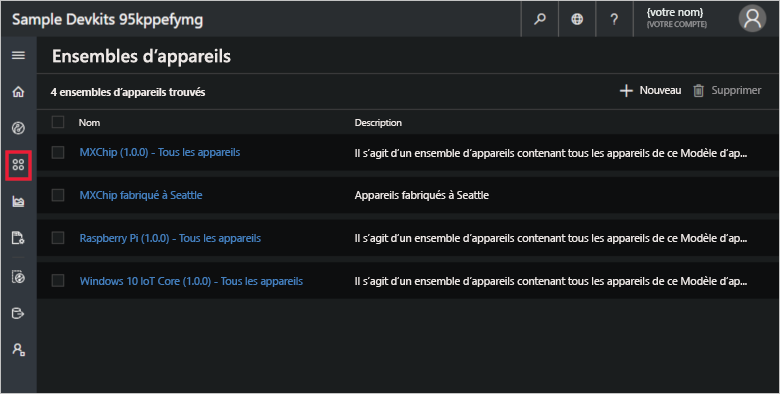 Sample Devkits 95kppefymg
?
{votre nom}
(VOTRE COMPTE)
Ensembles d'appareils
4 ensembles d'appareils trouvés
Nouveau
Supprimer
Nom Description
MXChip (1.0.0) - Tous les appareils Il s'agit d'un ensemble d'appareils contenant tous les appareils de ce Modèle d'ap...
MXChip fabriqué à Seattle Appareils fabriqués à Seattle
Raspberry Pi (1.0.0) - Tous les appareils Il s'agit d'un ensemble d'appareils contenant tous les appareils de ce Modèle d'ap...
Windows 10 IoT Core (1.0.0) - Tous les appareils Il s'agit d'un ensemble d'appareils contenant tous les appareils de ce Modèle d'ap...